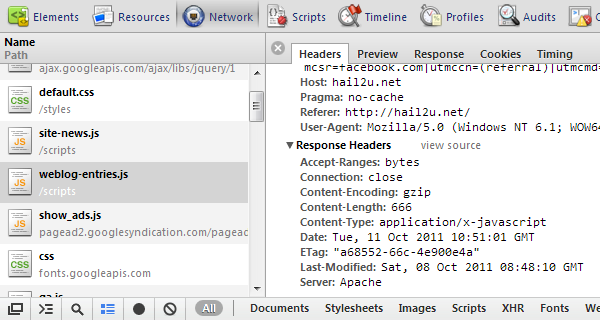 Elements Resources Network Scripts Timeline Profiles Audits
Name
Path
ajax.googleapis.com/ajax/libs/jquery/1
default.css
/styles
site-news.js
/scripts
weblog-entries.js
/scripts
show_ads.js
pagead2.googlesyndication.com/pageac
css
fonts.googleapis.com
ga.js
Headers Preview Response Cookies Timing
mcsr=facebook.com|utmccn=(referral)|utmcmd=
Host: hail2u.net
Pragma: no-cache
Referer: http://hail2u.net/
User-Agent: Mozilla/5.0 (Windows NT 6.1; WOW64
Response Headers view source
Accept-Ranges: bytes
Connection: close
Content-Encoding: gzip
Content-Length: 666
Content-Type: application/x-javascript
Date: Tue, 11 Oct 2011 10:51:01 GMT
ETag: "a68552-66c-4e900e4a"
Last-Modified: Sat, 08 Oct 2011 08:48:10 GMT
Server: Apache
All Documents Stylesheets Images Scripts XHR Fonts We